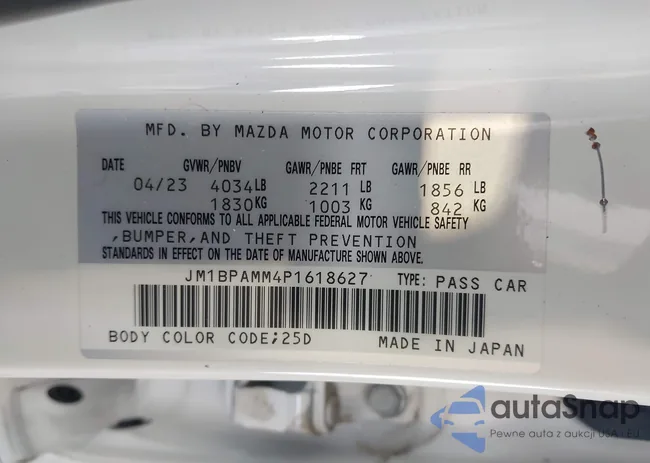 MFD. BY MAZDA MOTOR CORPORATION
DATE GVWR/PNBV GAWR/PNBE FRT GAWR/PNBE RR
04/23 4034LB 2211 LB 1856 LB
1830KG 1003 KG 842 KG
THIS VEHICLE CONFORMS TO ALL APPLICABLE FEDERAL MOTOR VEHICLE SAFETY
,BUMPER,AND THEFT PREVENTION
STANDARDS IN EFFECT ON THE DATE OF MANUFACTURE SHOWN ABOVE.
JM1BPAMM4P1618627 TYPE: PASS CAR
BODY COLOR CODE;25D MADE IN JAPAN
autoSnap
Pewne auta z aukcji USA i EU